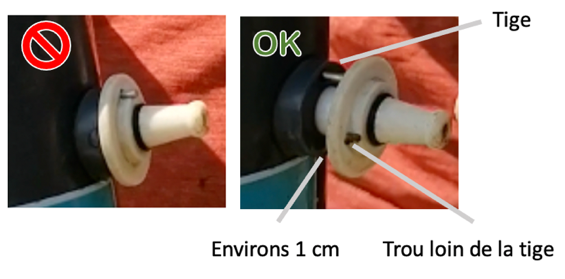 OK
Tige
Environs 1 cm
Trou loin de la tige